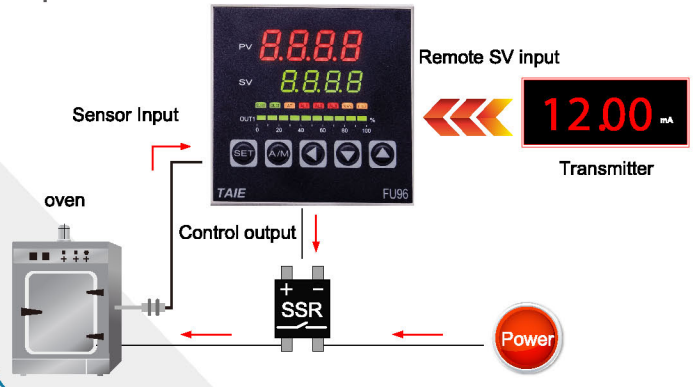 PV 8.8.8.8
SV 8.8.8.8
OUT1
0 20 40 60 80 100 %
SET A/M
TAIE FU96
Remote SV input
12.00 mA
Transmitter
Sensor Input
oven
Control output
+ −
SSR
Power